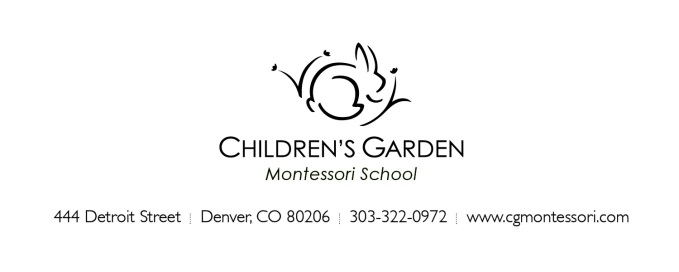 CHILDREN'S GARDEN
Montessori School
444 Detroit Street ⁞ Denver, CO 80206 ⁞ 303-322-0972 ⁞ www.cgmontessori.com